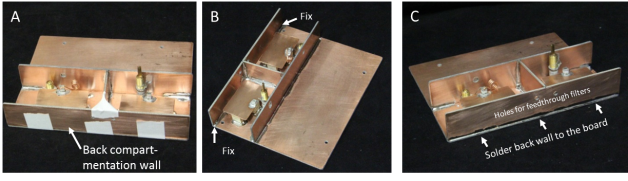 A
Back compart-
mentation wall
B
Fix
Fix
C
Holes for feedthrough filters
Solder back wall to the board